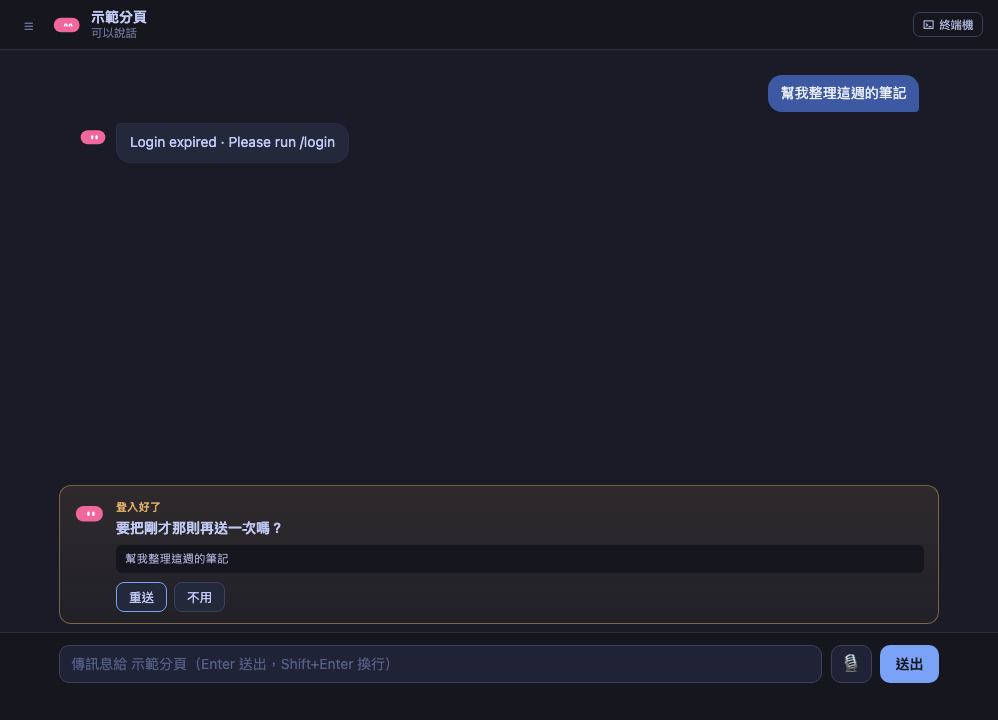 示範分頁
可以說話
終端機
幫我整理這週的筆記
Login expired · Please run /login
登入好了
要把剛才那則再送一次嗎？
幫我整理這週的筆記
重送
不用
傳訊息給 示範分頁（Enter 送出，Shift+Enter 換行）
送出